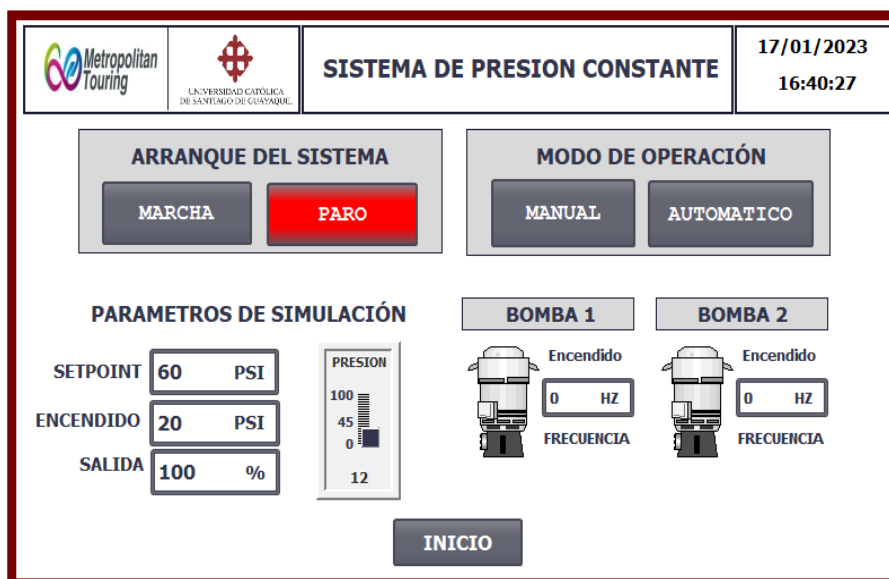 Metropolitan
Touring
UNIVERSIDAD CATÓLICA
DE SANTIAGO DE GUAYAQUIL
SISTEMA DE PRESION CONSTANTE
17/01/2023
16:40:27
ARRANQUE DEL SISTEMA
MARCHA
PARO
MODO DE OPERACIÓN
MANUAL
AUTOMATICO
PARAMETROS DE SIMULACIÓN
SETPOINT 60 PSI
ENCENDIDO 20 PSI
SALIDA 100 %
PRESION
100
45
0
12
BOMBA 1
Encendido
0 HZ
FRECUENCIA
BOMBA 2
Encendido
0 HZ
FRECUENCIA
INICIO